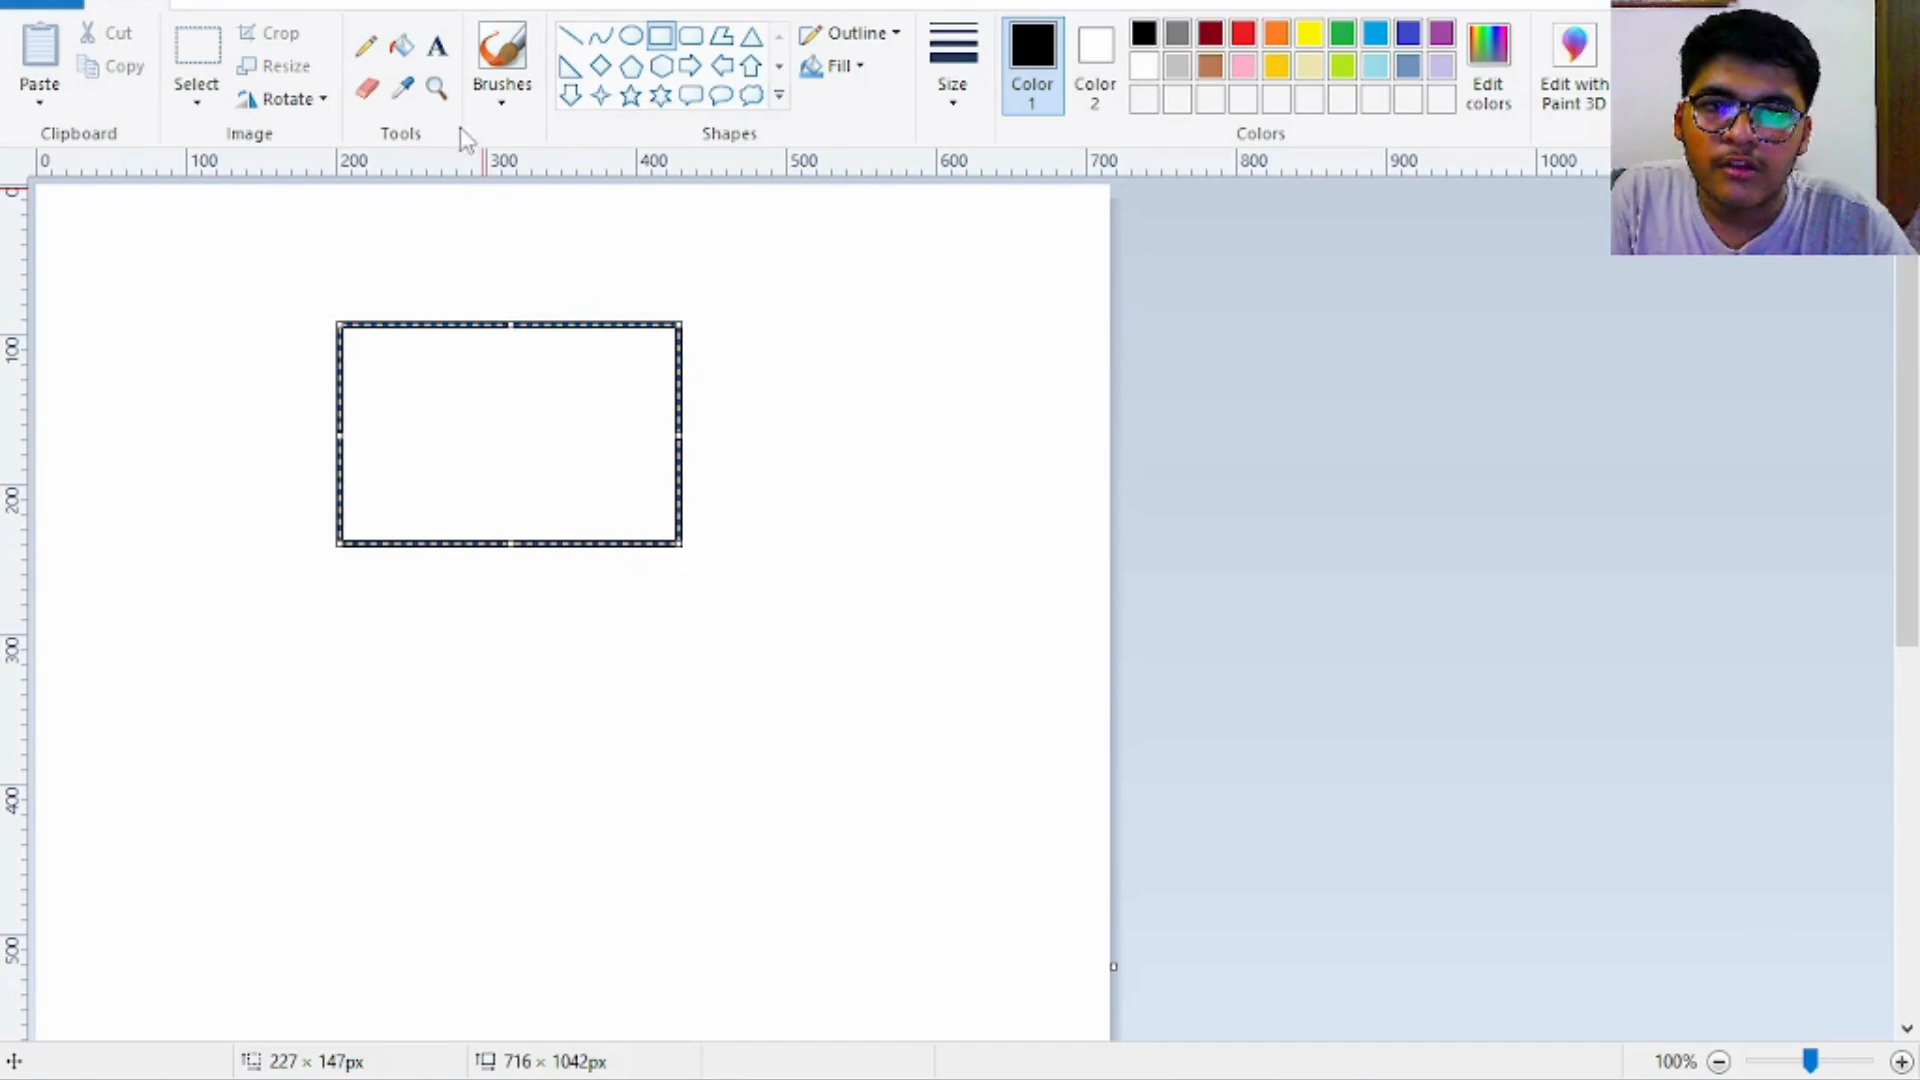 Paste
Cut
Copy
Clipboard
Select
Crop
Resize
Rotate
Image
A
Tools
Brushes
Shapes
Outline
Fill
Size
Color
1
Color
2
Colors
Edit
colors
Edit with
Paint 3D
0 100 200 300 400 500 600 700 800 900 1000
0
100
200
300
400
500
227 × 147px
716 × 1042px
100%